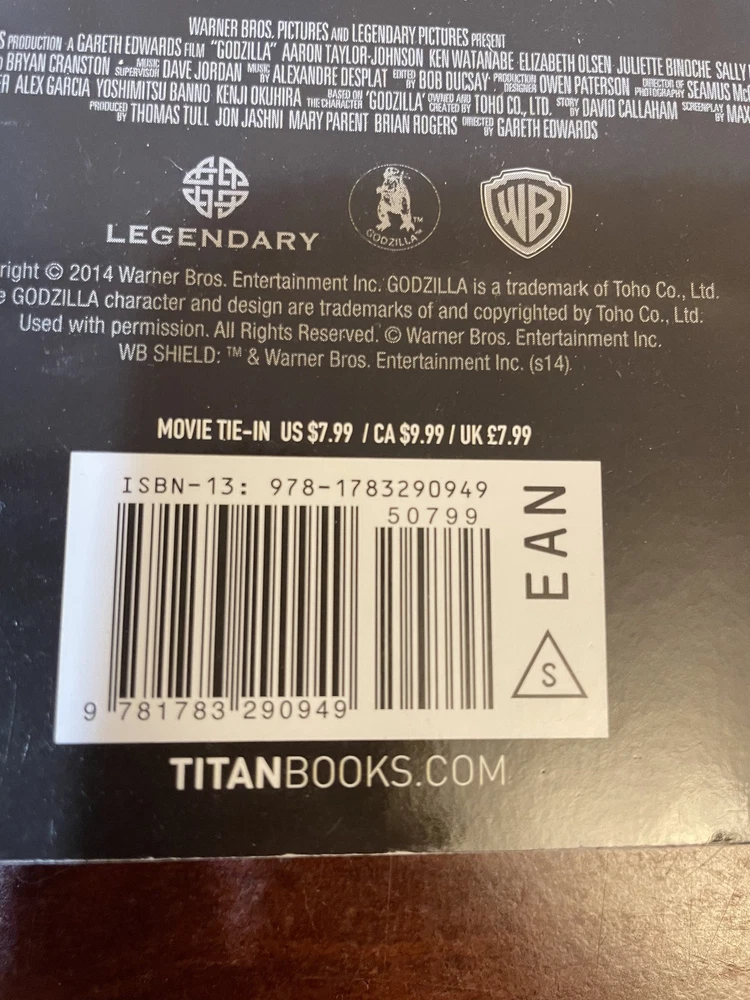 WARNER BROS. PICTURES AND LEGENDARY PICTURES PRESENT
S PRODUCTION A GARETH EDWARDS FILM "GODZILLA" AARON TAYLOR-JOHNSON KEN WATANABE ELIZABETH OLSEN JULIETTE BINOCHE SALLY
BRYAN CRANSTON MUSIC SUPERVISOR DAVE JORDAN MUSIC BY ALEXANDRE DESPLAT EDITED BY BOB DUCSAY PRODUCTION DESIGNER OWEN PATERSON DIRECTOR OF PHOTOGRAPHY SEAMUS McG
ER ALEX GARCIA YOSHIMITSU BANNO KENJI OKUHIRA BASED ON THE CHARACTER "GODZILLA" OWNED AND CREATED BY TOHO CO., LTD. STORY BY DAVID CALLAHAM SCREENPLAY BY MAX
PRODUCED BY THOMAS TULL JON JASHNI MARY PARENT BRIAN ROGERS DIRECTED BY GARETH EDWARDS
LEGENDARY
GODZILLA™
WB
right © 2014 Warner Bros. Entertainment Inc. GODZILLA is a trademark of Toho Co., Ltd.
e GODZILLA character and design are trademarks of and copyrighted by Toho Co., Ltd.
Used with permission. All Rights Reserved. © Warner Bros. Entertainment Inc.
WB SHIELD: ™ & Warner Bros. Entertainment Inc. (s14)
MOVIE TIE-IN US $7.99 / CA $9.99 / UK £7.99
ISBN-13: 978-1783290949
50799
EAN
S
9 781783 290949
TITANBOOKS.COM